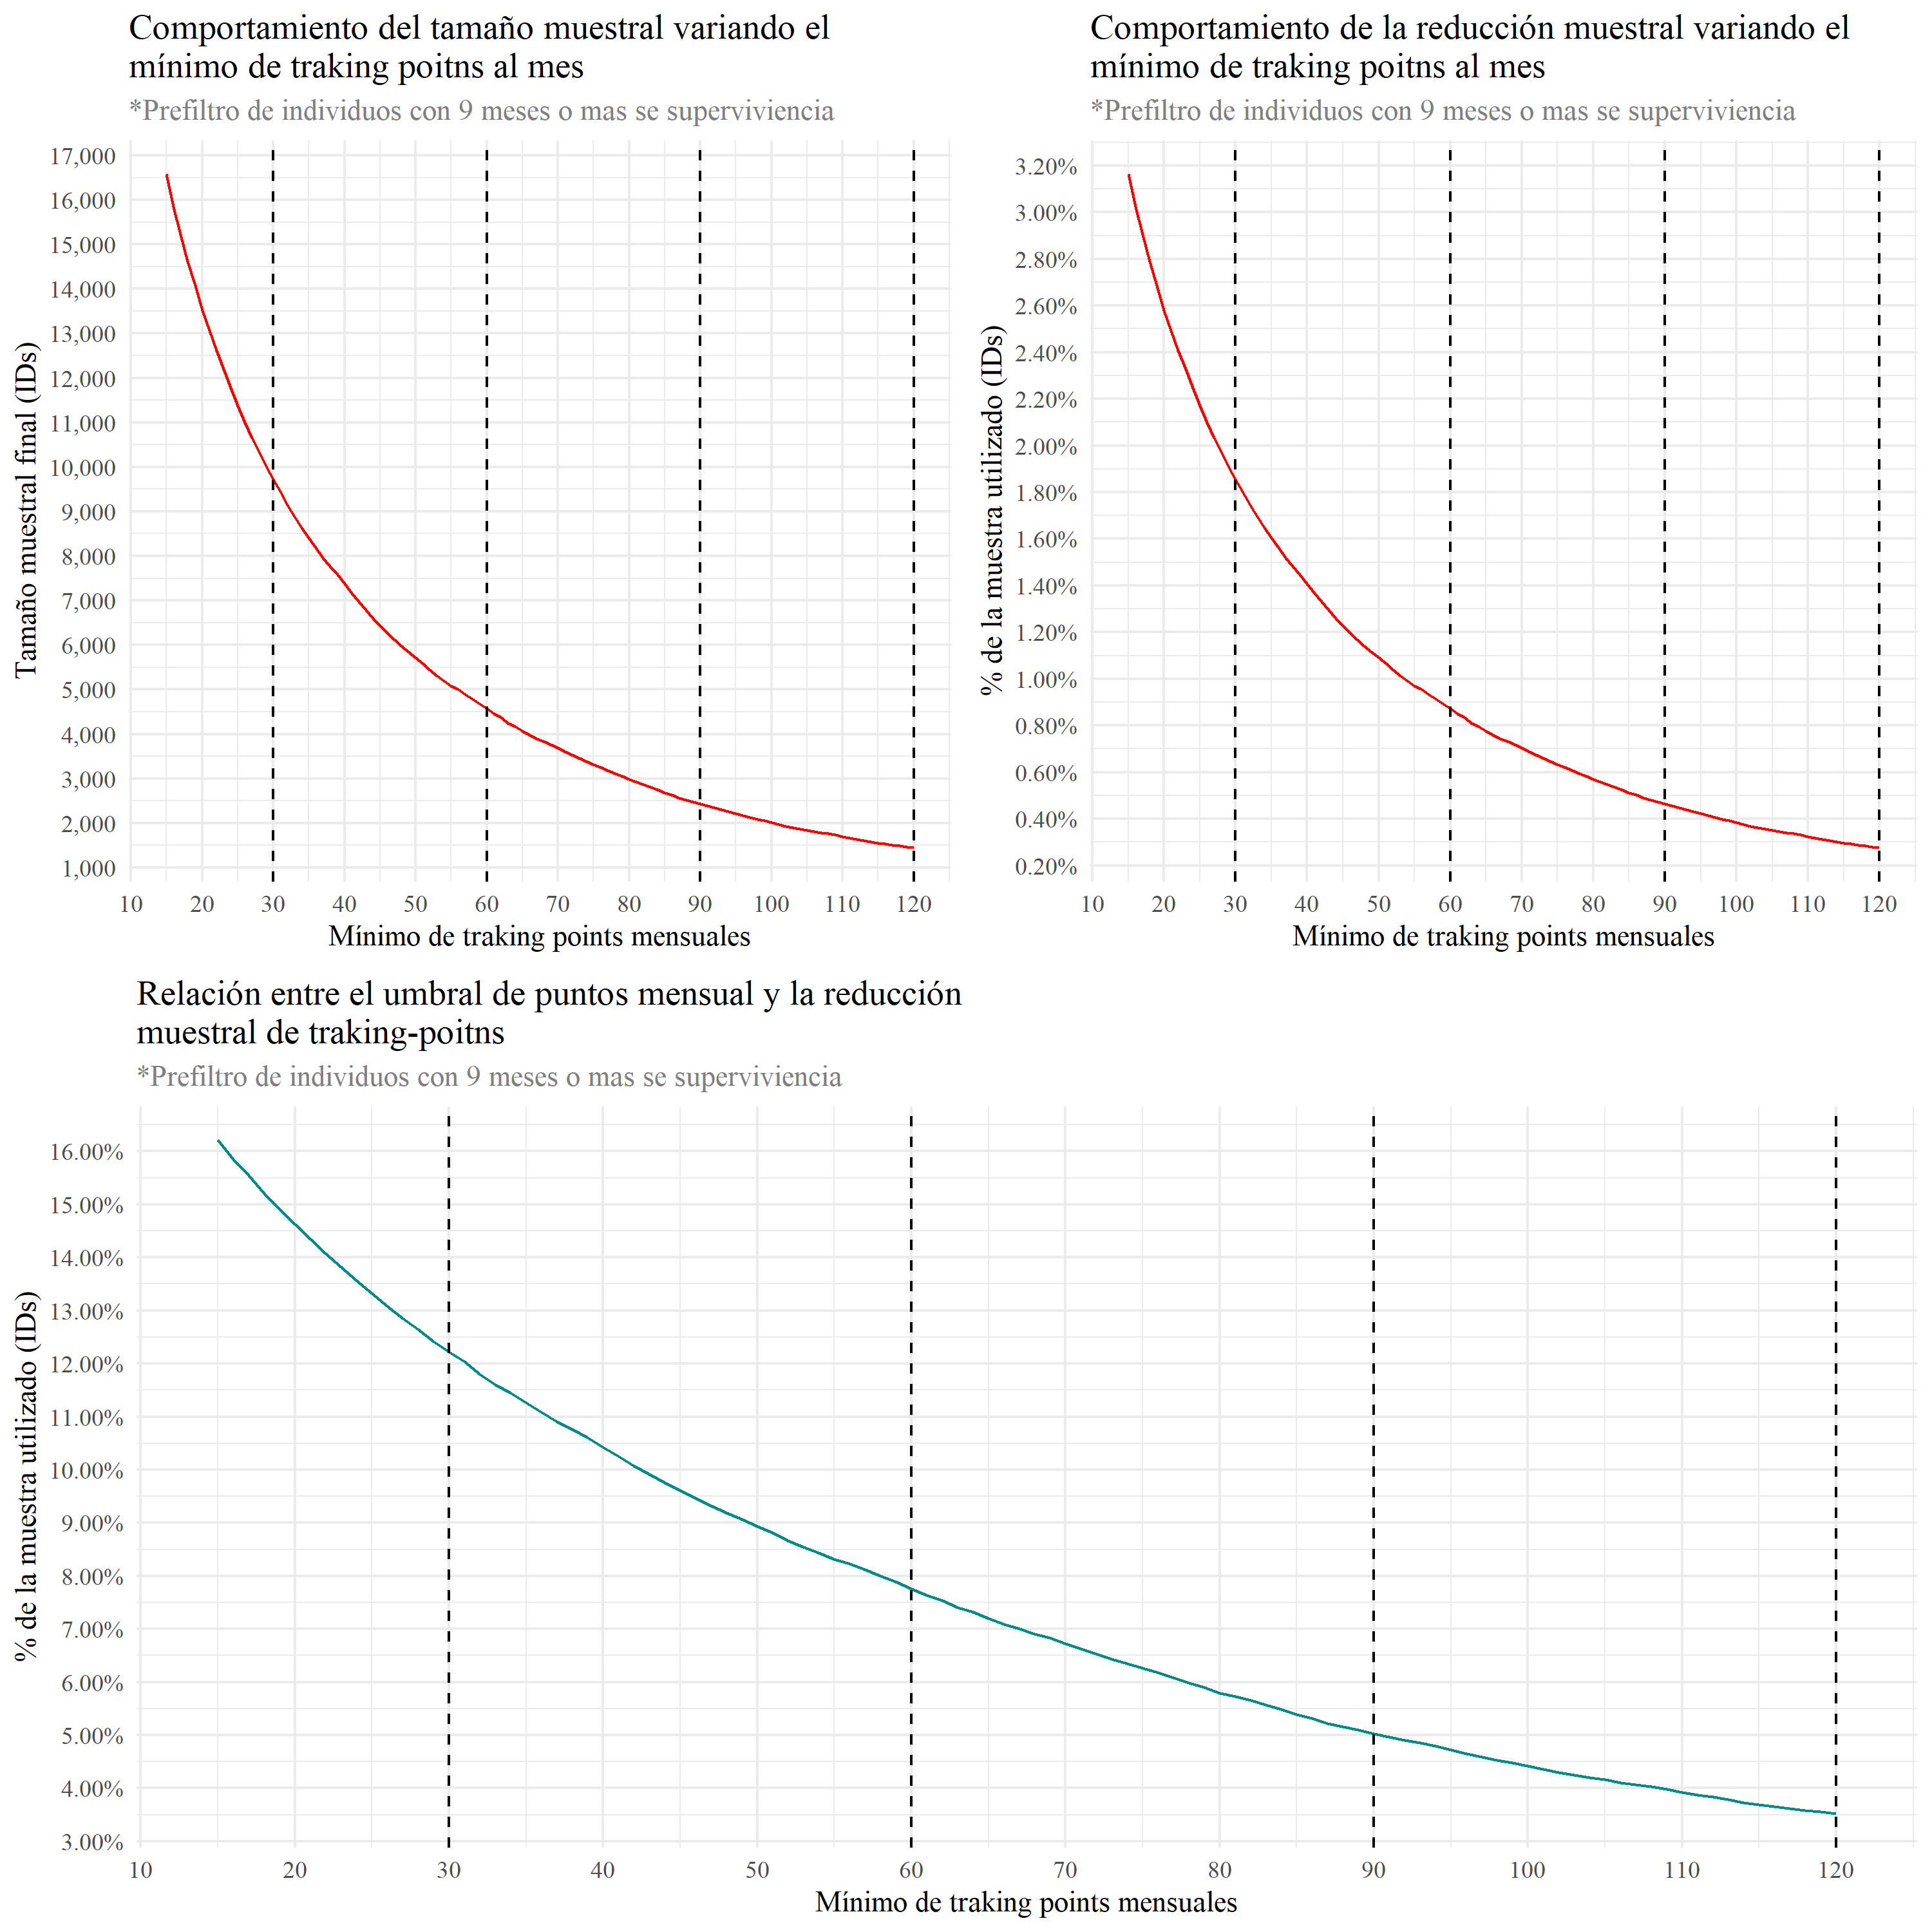 Comportamiento del tamaño muestral variando el
mínimo de traking poitns al mes
*Prefiltro de individuos con 9 meses o mas se superviviencia
17,000
16,000
15,000
14,000
13,000
12,000
11,000
10,000
9,000
8,000
7,000
6,000
5,000
4,000
3,000
2,000
1,000
Tamaño muestral final (IDs)
10 20 30 40 50 60 70 80 90 100 110 120
Mínimo de traking points mensuales
Comportamiento de la reducción muestral variando el
mínimo de traking poitns al mes
*Prefiltro de individuos con 9 meses o mas se superviviencia
3.20%
3.00%
2.80%
2.60%
2.40%
2.20%
2.00%
1.80%
1.60%
1.40%
1.20%
1.00%
0.80%
0.60%
0.40%
0.20%
% de la muestra utilizado (IDs)
10 20 30 40 50 60 70 80 90 100 110 120
Mínimo de traking points mensuales
Relación entre el umbral de puntos mensual y la reducción
muestral de traking-poitns
*Prefiltro de individuos con 9 meses o mas se superviviencia
16.00%
15.00%
14.00%
13.00%
12.00%
11.00%
10.00%
9.00%
8.00%
7.00%
6.00%
5.00%
4.00%
3.00%
% de la muestra utilizado (IDs)
10 20 30 40 50 60 70 80 90 100 110 120
Mínimo de traking points mensuales